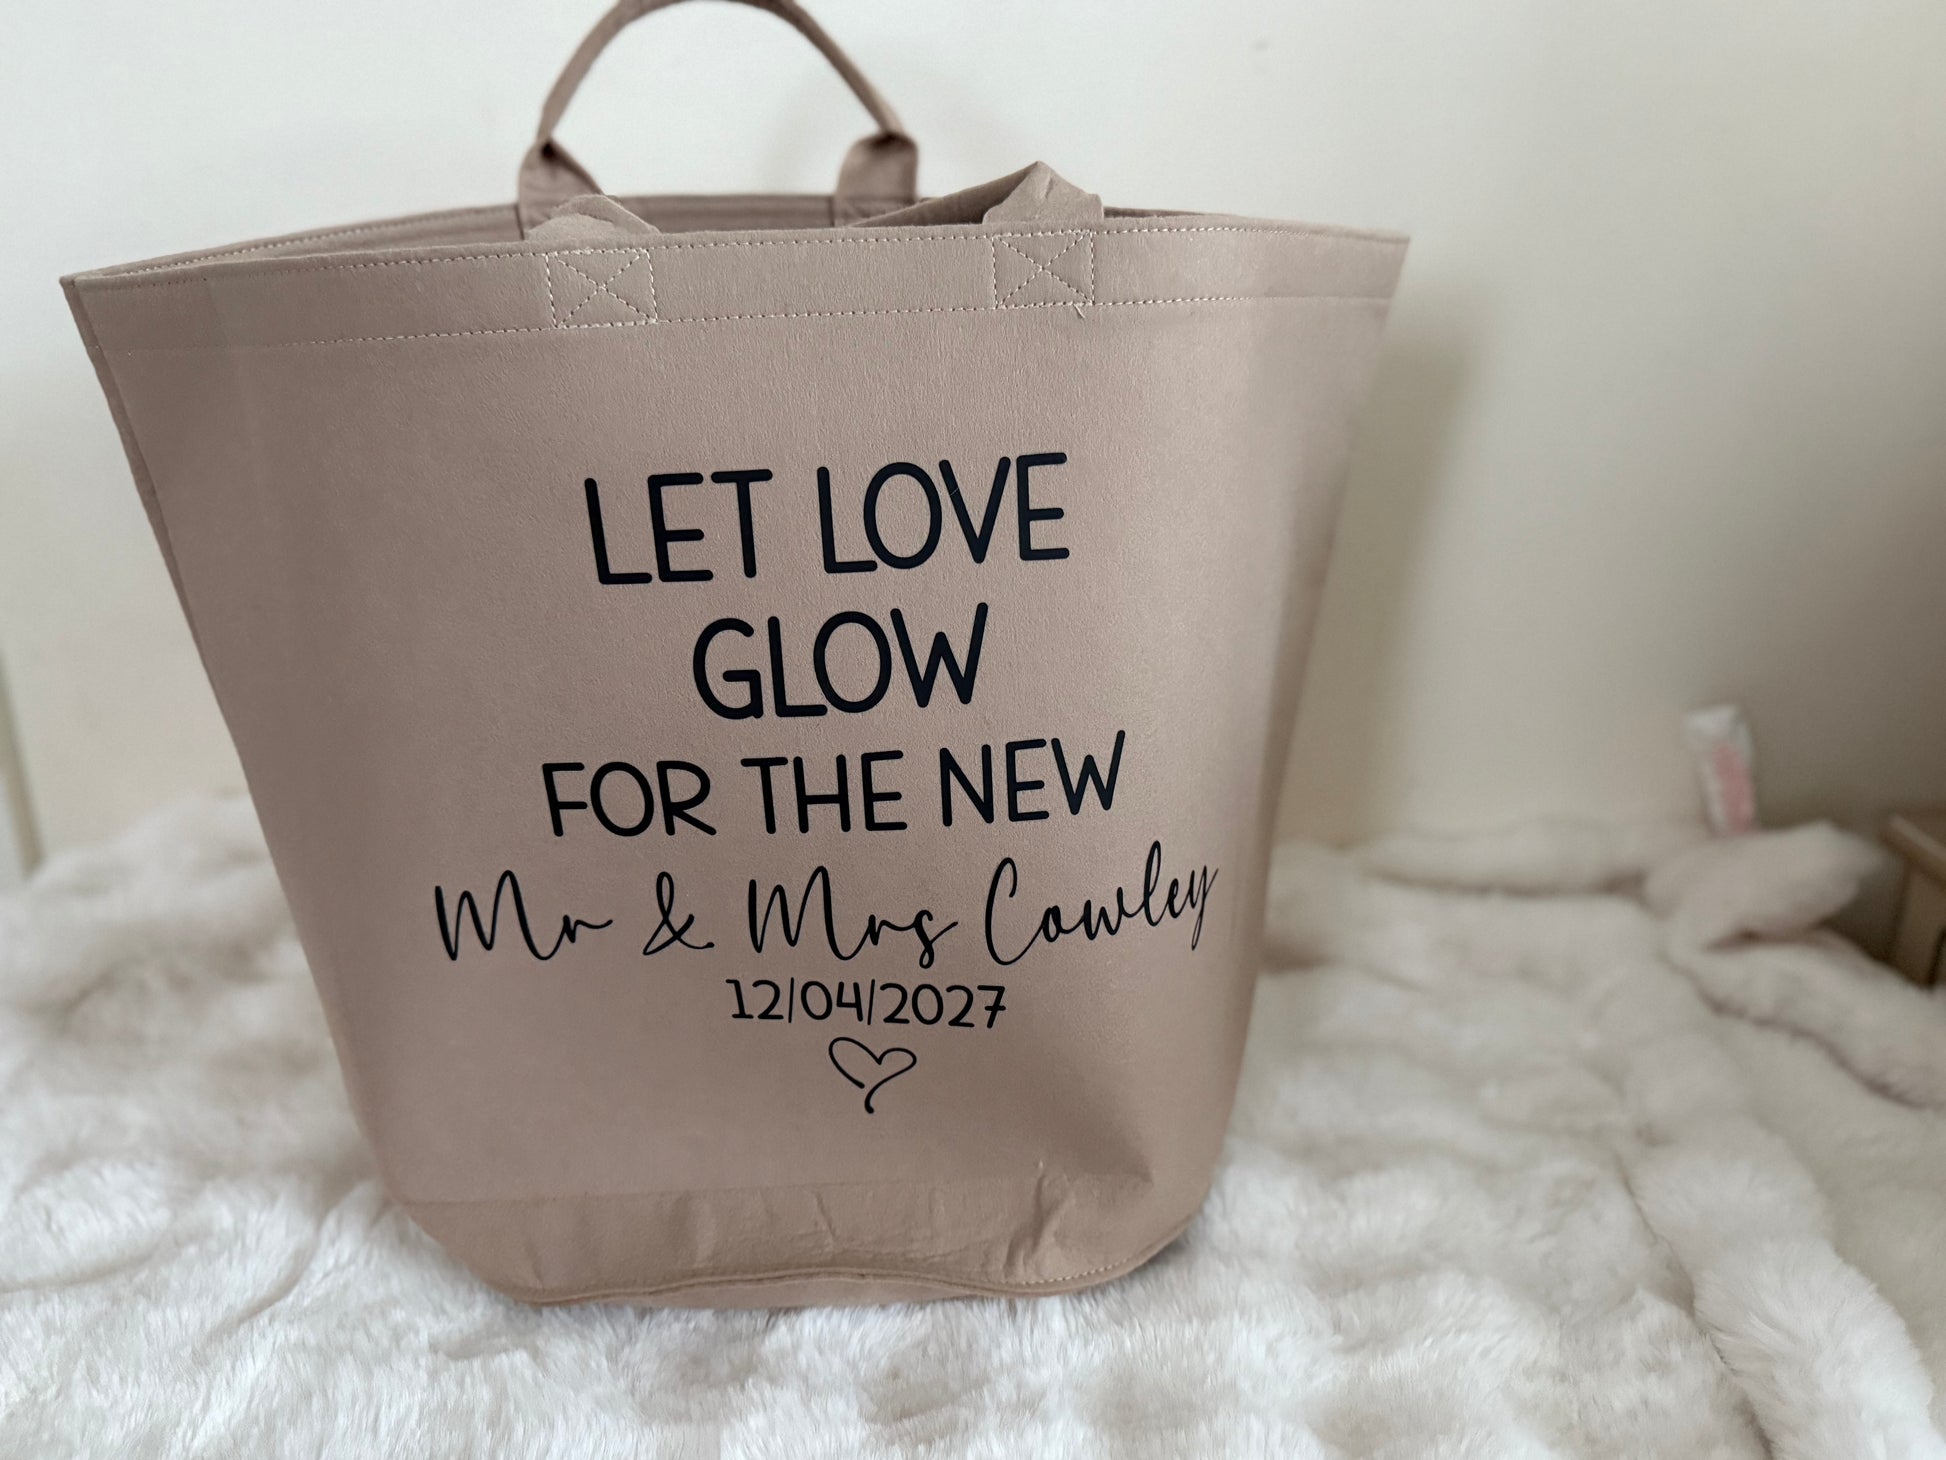 LET LOVE
GLOW
FOR THE NEW
Mr & Mrs Cowley
12/04/2027